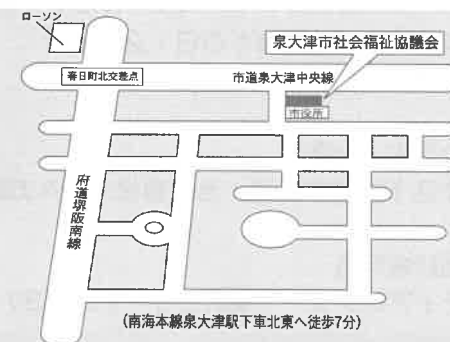 ローソン
泉大津市社会福祉協議会
春日町北交差点
市道泉大津中央線
市役所
府道堺阪南線
(南海本線泉大津駅下車北東へ徒歩7分)